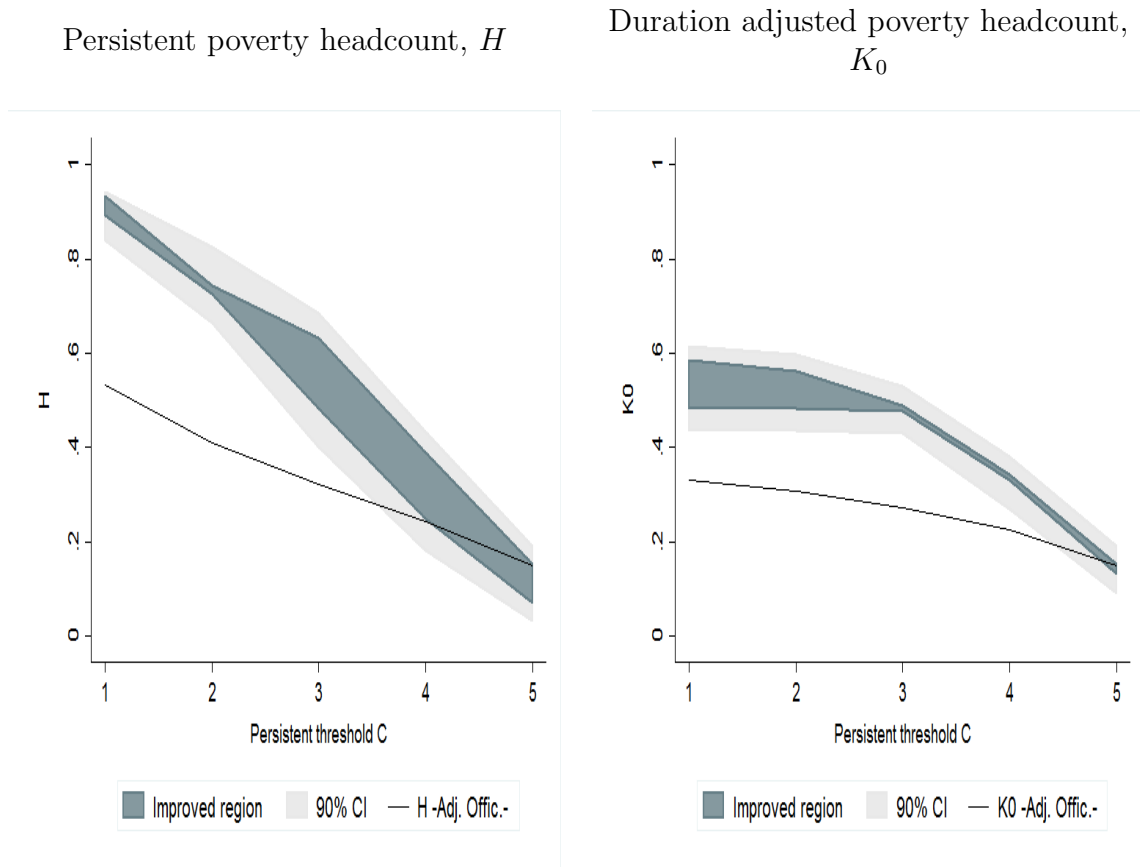 Persistent poverty headcount, H
Duration adjusted poverty headcount,
K0
H
0
.2
.4
.6
.8
1
1 2 3 4 5
Persistent threshold C
Improved region 90% CI H -Adj. Offic.-
K0
0
.2
.4
.6
.8
1
1 2 3 4 5
Persistent threshold C
Improved region 90% CI K0 -Adj. Offic.-